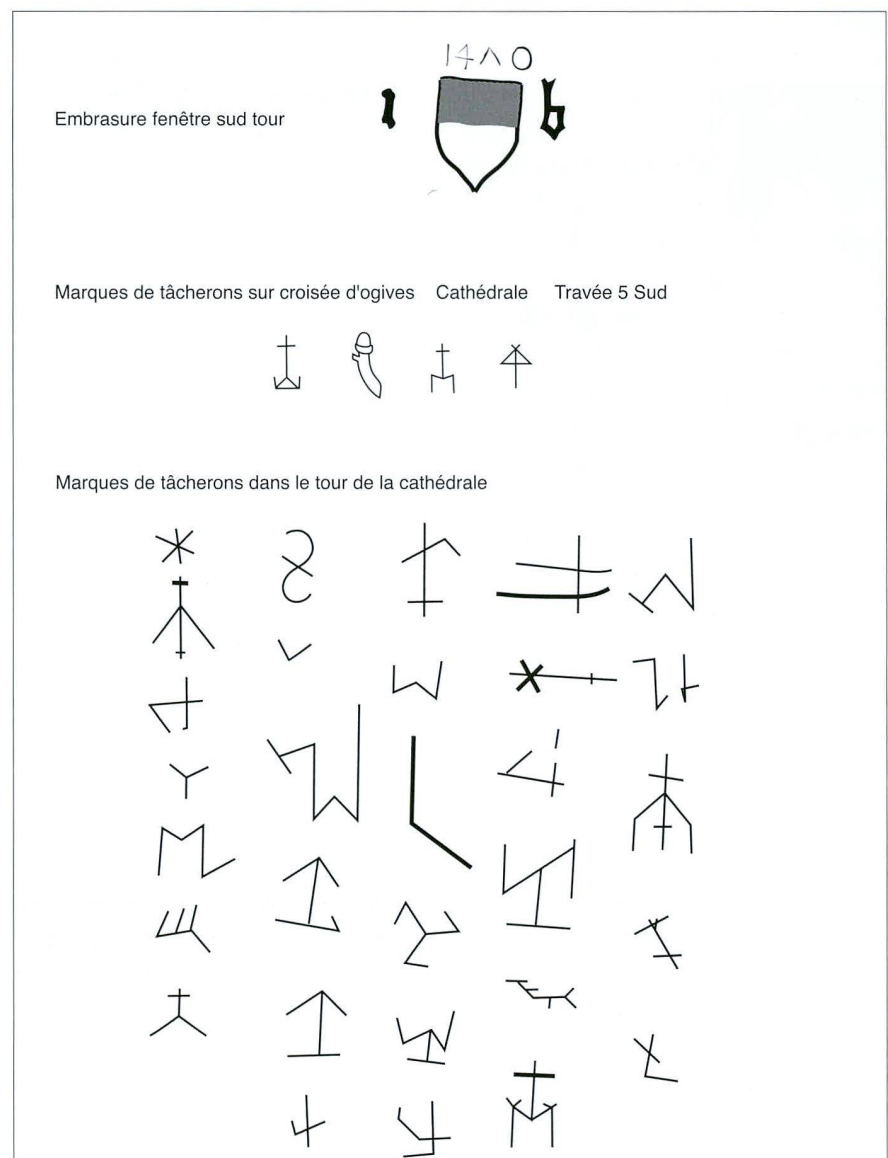 14Λ0
Embrasure fenêtre sud tour
ı b
Marques de tâcherons sur croisée d'ogives Cathédrale Travée 5 Sud
Marques de tâcherons dans le tour de la cathédrale